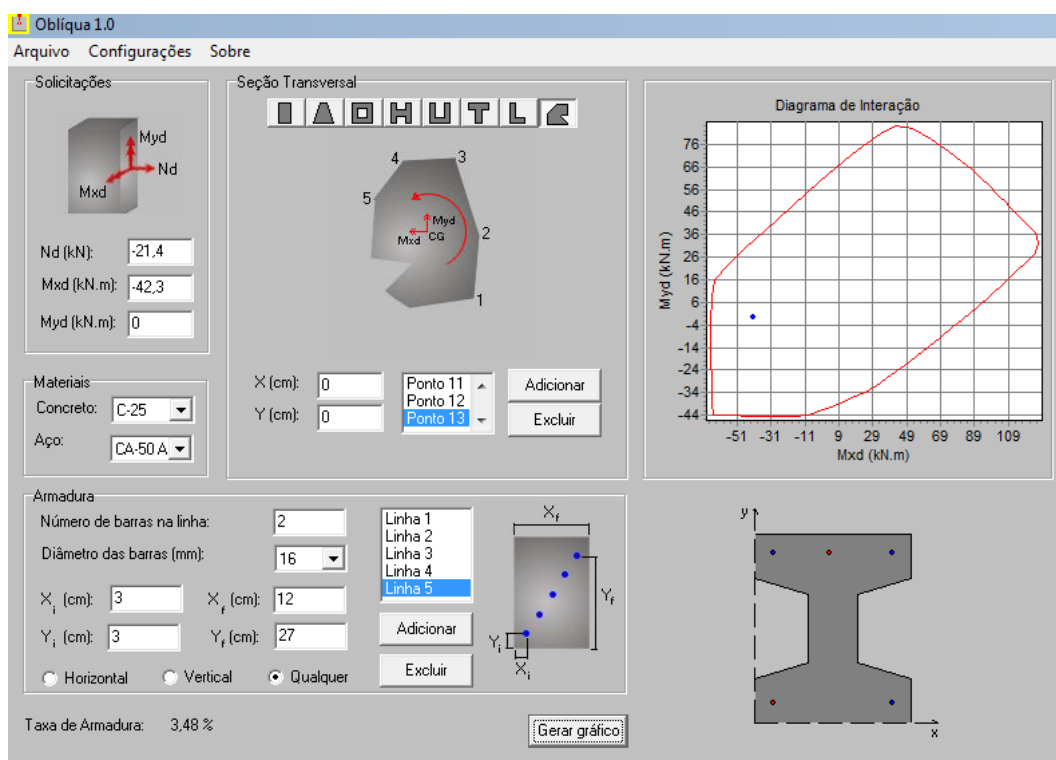 Oblíqua 1.0
Arquivo Configurações Sobre
Solicitações
Myd
Nd
Mxd
Nd (kN): -21,4
Mxd (kN.m): -42,3
Myd (kN.m): 0
Materiais
Concreto: C-25
Aço: CA-50 A
Seção Transversal
4 3
5
Myd
Mxd CG 2
1
X (cm): 0
Y (cm): 0
Ponto 11
Ponto 12
Ponto 13
Adicionar
Excluir
Diagrama de Interação
Myd (kN.m)
76
66
56
46
36
26
16
6
-4
-14
-24
-34
-44
-51 -31 -11 9 29 49 69 89 109
Mxd (kN.m)
Armadura
Número de barras na linha: 2
Diâmetro das barras (mm): 16
Xi (cm): 3 Xf (cm): 12
Yi (cm): 3 Yf (cm): 27
Horizontal Vertical Qualquer
Linha 1
Linha 2
Linha 3
Linha 4
Linha 5
Adicionar
Excluir
Xf
Yf
Yi
Xi
y
x
Taxa de Armadura: 3,48 %
Gerar gráfico